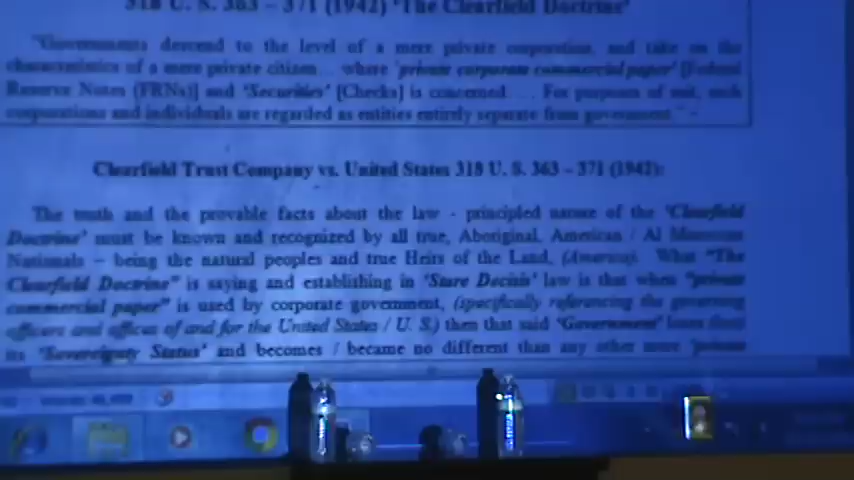 318 U. S. 363 – 371 (1942) 'The Clearfield Doctrine'
"Governments descend to the level of a mere private corporation, and take on the
characteristics of a mere private citizen... where 'private corporate commercial paper' [Federal
Reserve Notes (FRNs)] and 'Securities' [Checks] is concerned.... For purposes of suit, such
corporations and individuals are regarded as entities entirely separate from government." -
Clearfield Trust Company vs. United States 318 U. S. 363 – 371 (1942):
The truth and the provable facts about the law - principled nature of the 'Clearfield
Doctrine' must be known and recognized by all true, Aboriginal, American / Al
Nationals – being the natural peoples and true Heirs of the Land, (America). What "The
Clearfield Doctrine" is saying and establishing in 'Stare Decisis' law is that when "private
commercial paper" is used by corporate government, (specifically referencing the governing
officers and offices of and for the United States / U. S.) then that said 'Government' loses
its 'Sovereignty Status' and becomes / became no different than any other mere 'private